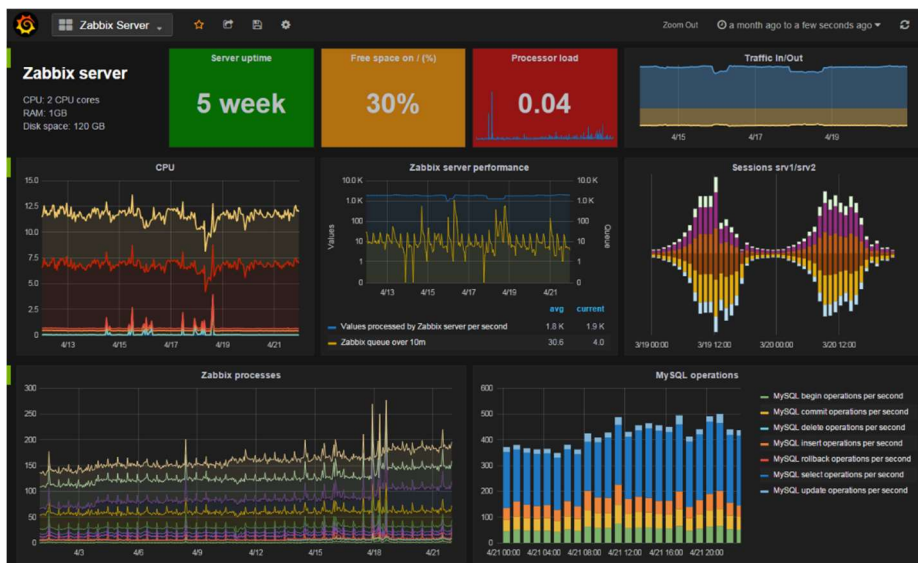 Zabbix Server
Zoom Out
a month ago to a few seconds ago
Zabbix server
CPU: 2 CPU cores
RAM: 1GB
Disk space: 120 GB
Server uptime
5 week
Free space on / (%)
30%
Processor load
0.04
Traffic In/Out
4/15 4/17 4/19
CPU
15.0
12.5
10.0
7.5
5.0
2.5
0
4/13 4/15 4/17 4/19 4/21
Zabbix server performance
10.0 K 10.0 K
1.0 K 1.0 K
100 100
10 10
1 1
0 0
Values
Queue
4/13 4/15 4/17 4/19 4/21
avg current
Values processed by Zabbix server per second 1.8 K 1.9 K
Zabbix queue over 10m 30.6 4.0
Sessions srv1/srv2
3/19 00:00 3/19 12:00 3/20 00:00 3/20 12:00
Zabbix processes
300
250
200
150
100
50
0
4/3 4/6 4/9 4/12 4/15 4/18 4/21
MySQL operations
600
500
400
300
200
100
0
4/21 00:00 4/21 04:00 4/21 08:00 4/21 12:00 4/21 16:00 4/21 20:00
MySQL begin operations per second
MySQL commit operations per second
MySQL delete operations per second
MySQL insert operations per second
MySQL rollback operations per second
MySQL select operations per second
MySQL update operations per second